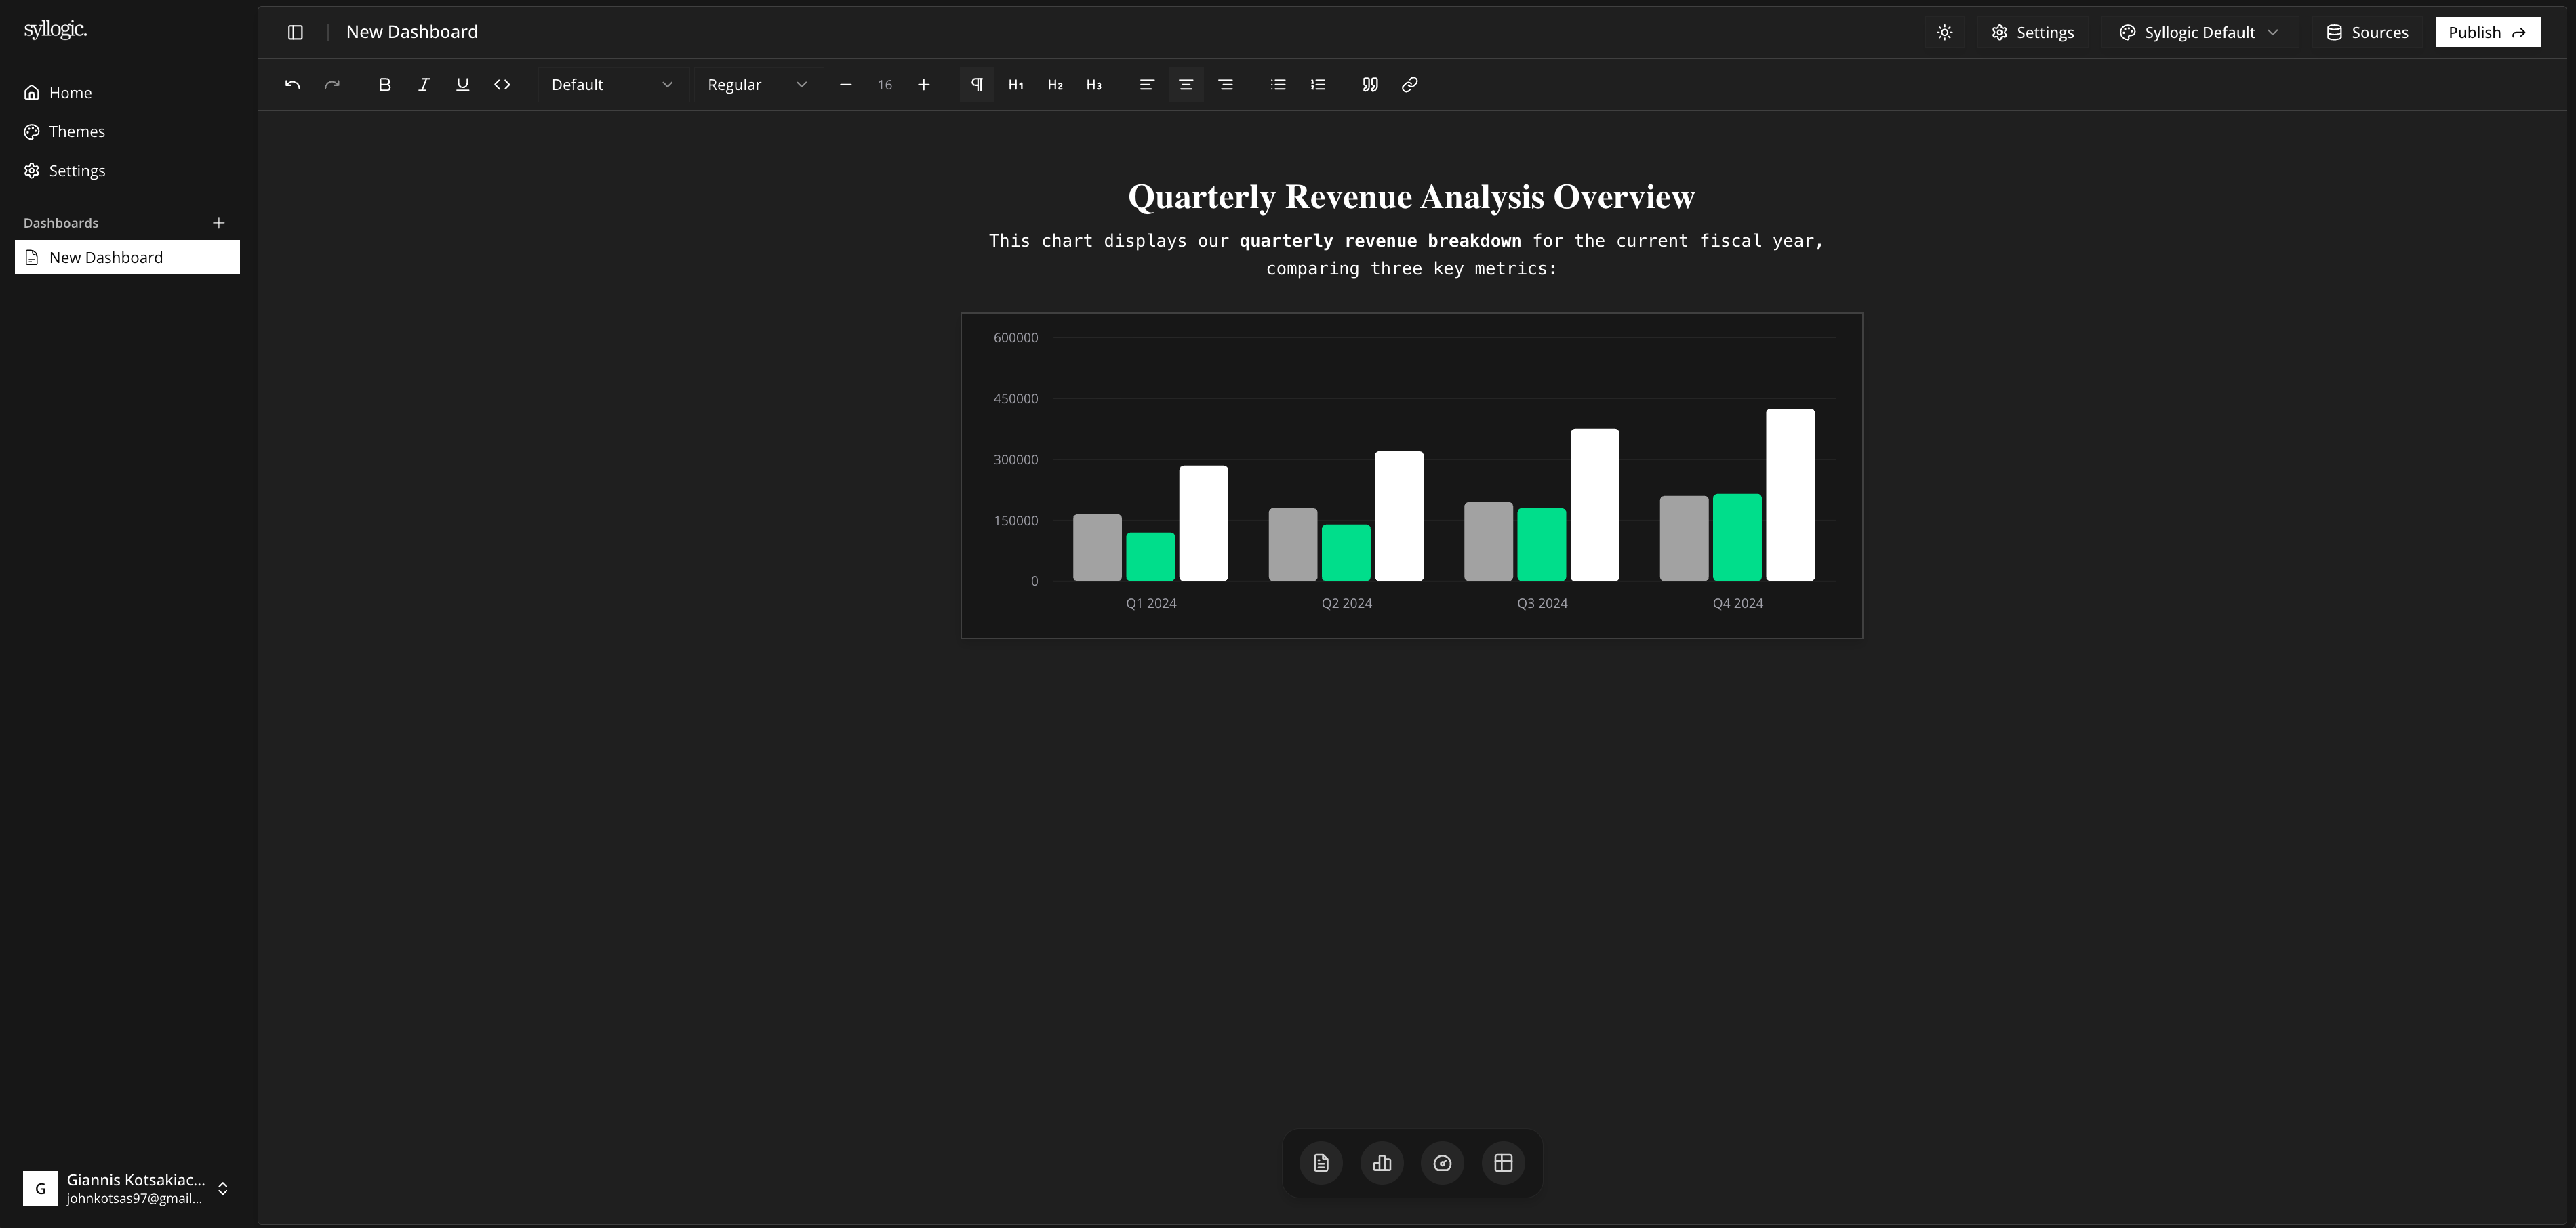 syllogic.
New Dashboard
Settings
Syllogic Default
Sources
Publish
Home
Themes
Settings
Dashboards
New Dashboard
Default
Regular
16
H1
H2
H3
Quarterly Revenue Analysis Overview
This chart displays our quarterly revenue breakdown for the current fiscal year,
comparing three key metrics:
600000
450000
300000
150000
0
Q1 2024
Q2 2024
Q3 2024
Q4 2024
G
Giannis Kotsakiac...
johnkotsas97@gmail...